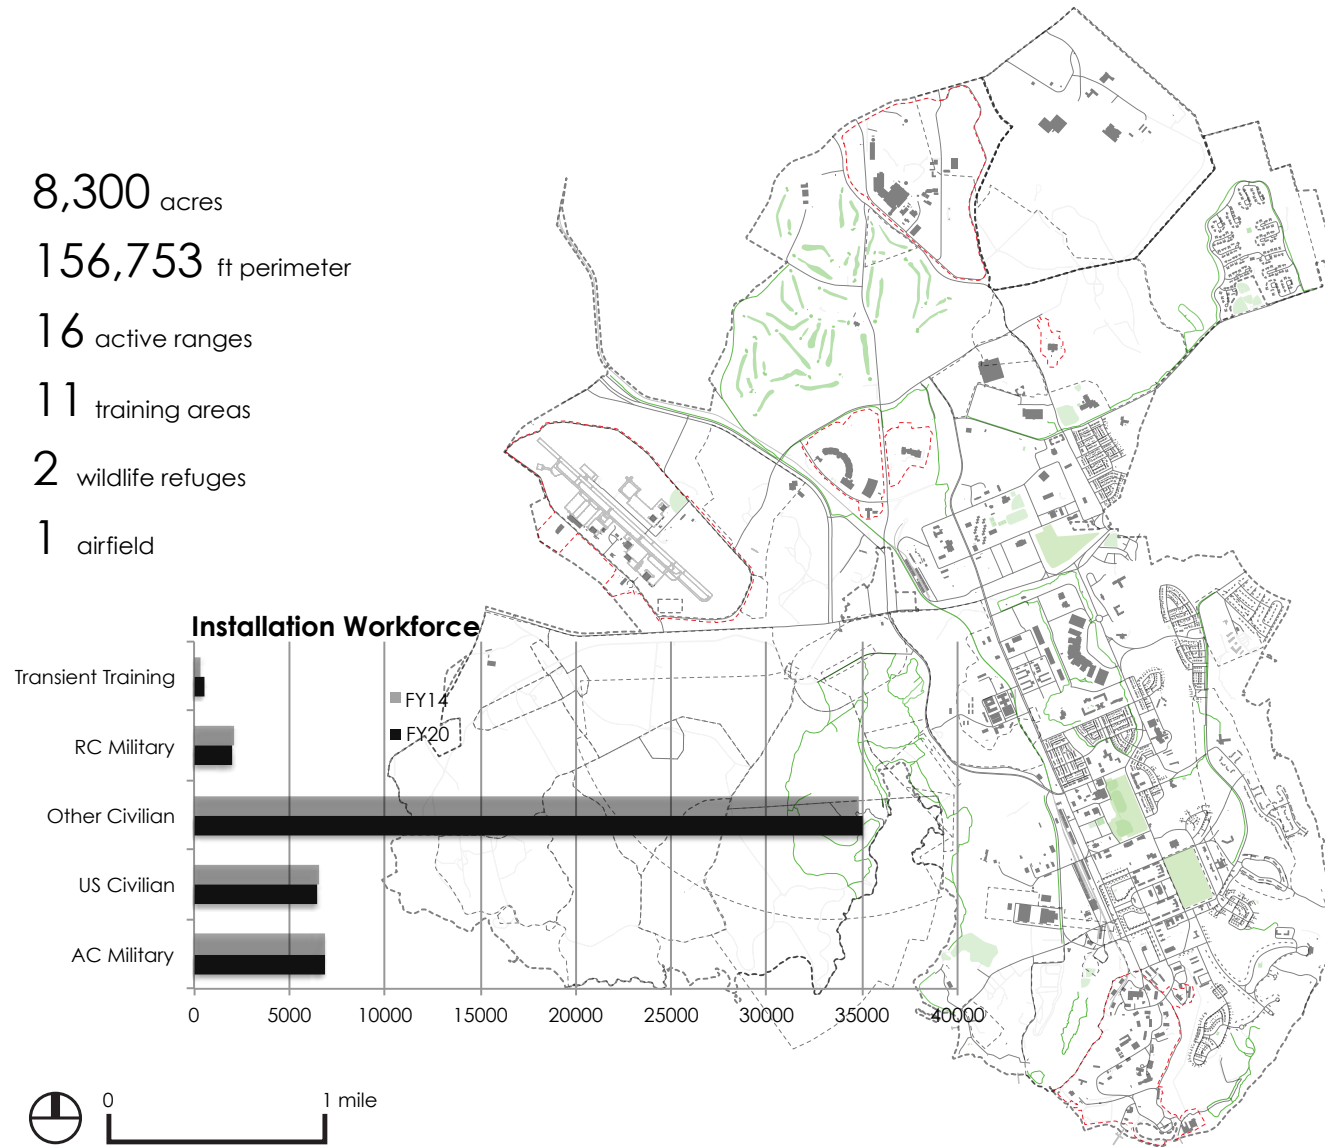 8,300 acres
156,753 ft perimeter
16 active ranges
11 training areas
2 wildlife refuges
1 airfield
Installation Workforce
Transient Training
RC Military
Other Civilian
US Civilian
AC Military
FY14
FY20
0 5000 10000 15000 20000 25000 30000 35000 40000
0 1 mile